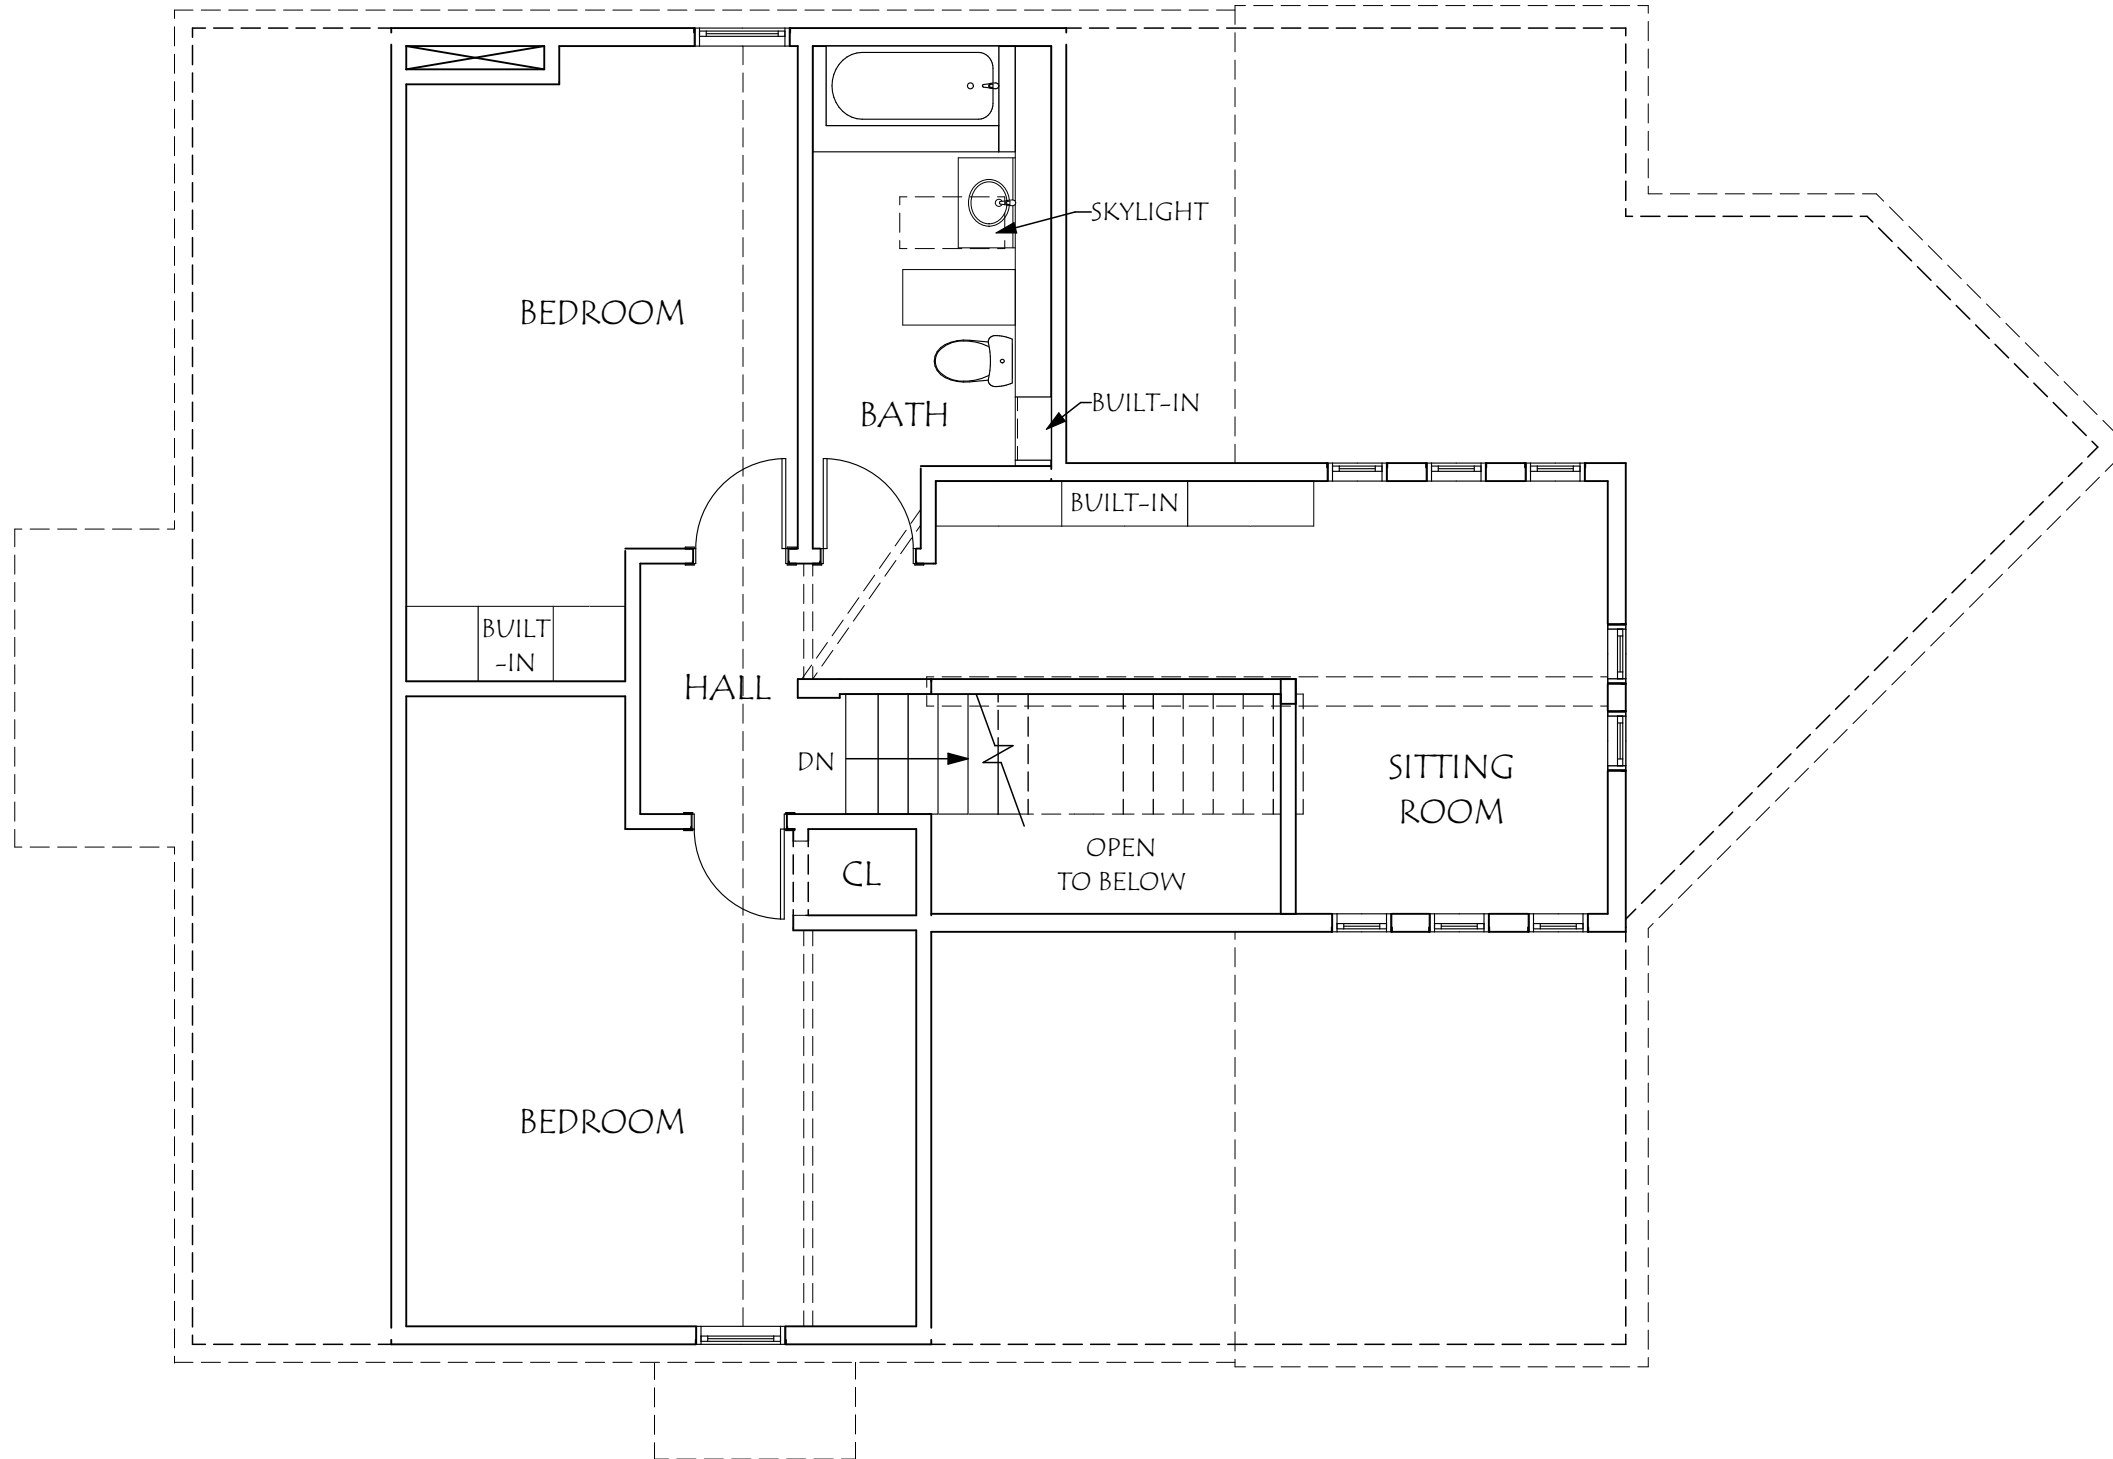 SKYLIGHT
BEDROOM
BUILT-IN
BATH
BUILT-IN
BUILT
-IN
HALL
DN
SITTING
ROOM
OPEN
TO BELOW
CL
BEDROOM